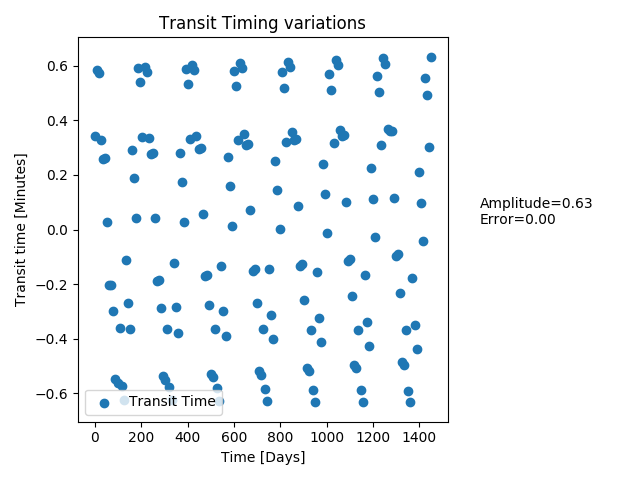 Transit Timing variations
Transit time [Minutes]
0.6
0.4
0.2
0.0
−0.2
−0.4
−0.6
Amplitude=0.63
Error=0.00
Transit Time
0 200 400 600 800 1000 1200 1400
Time [Days]